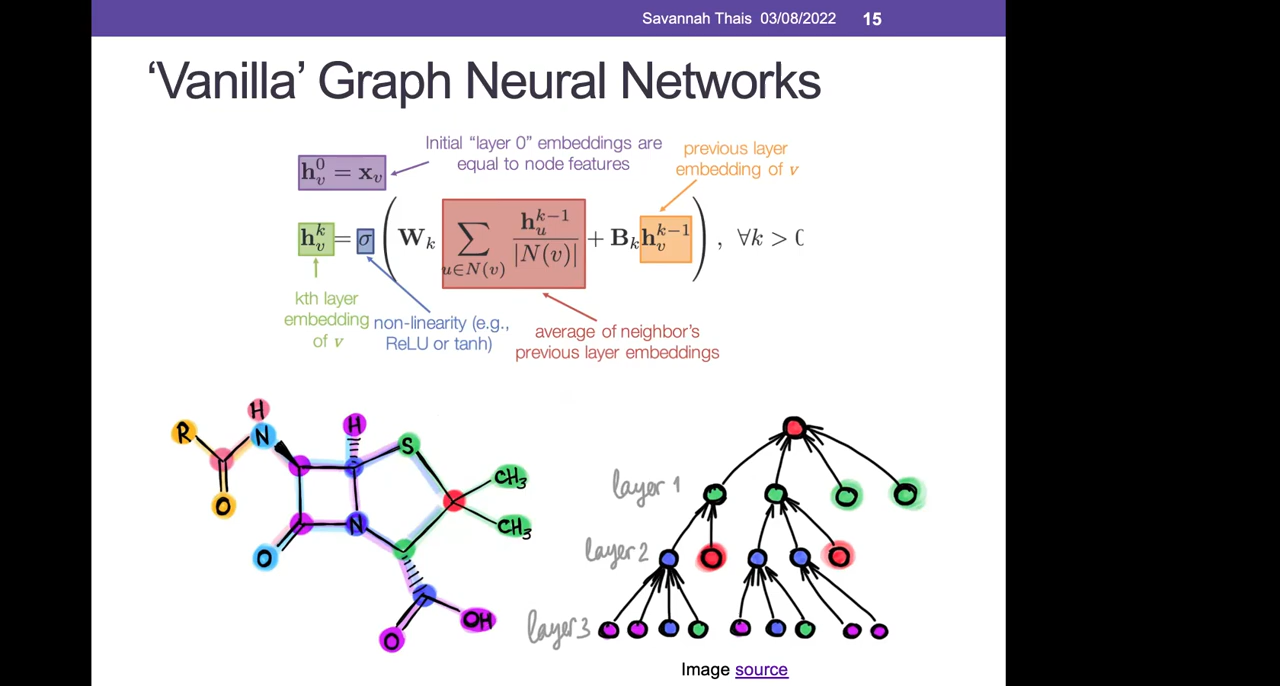 Savannah Thais 03/08/2022 15
‘Vanilla’ Graph Neural Networks
Initial “layer 0” embeddings are
equal to node features
previous layer
embedding of v
h_v^0 = x_v
h_v^k = σ ( W_k ∑_{u∈N(v)} h_u^{k-1} / |N(v)| + B_k h_v^{k-1} ) , ∀k > 0
kth layer
embedding
of v
non-linearity (e.g.,
ReLU or tanh)
average of neighbor’s
previous layer embeddings
H
R
N
H
S
O
CH3
N
CH3
O
O
OH
layer 1
layer 2
layer 3
Image source